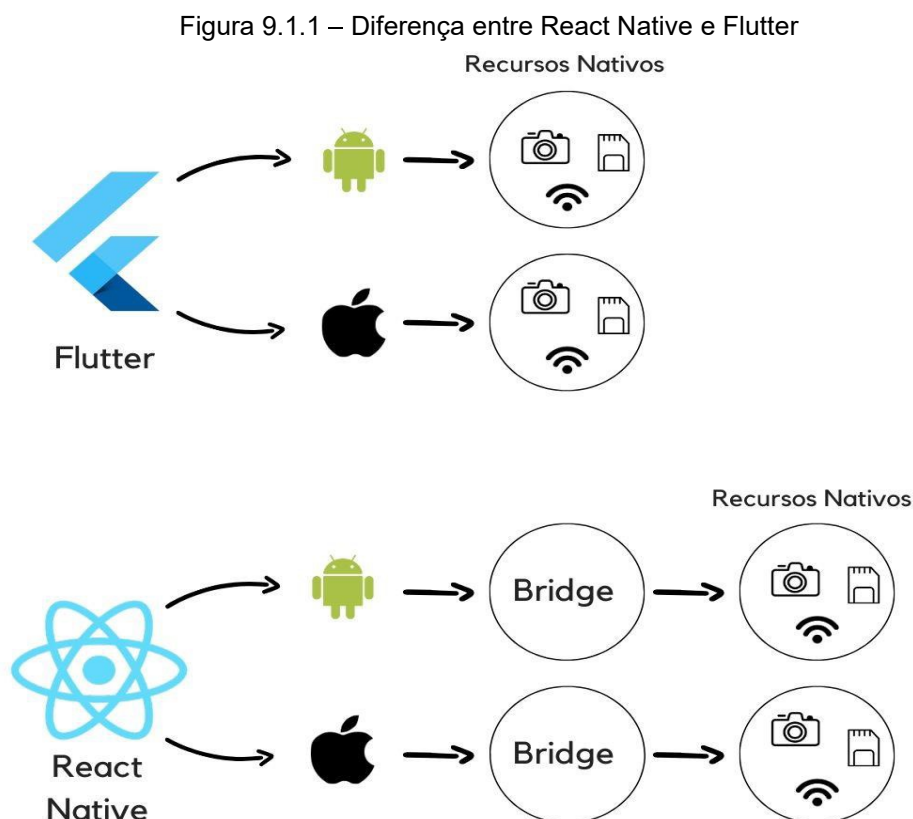 Figura 9.1.1 – Diferença entre React Native e Flutter
Recursos Nativos
Flutter
Recursos Nativos
Bridge
Bridge
React
Native